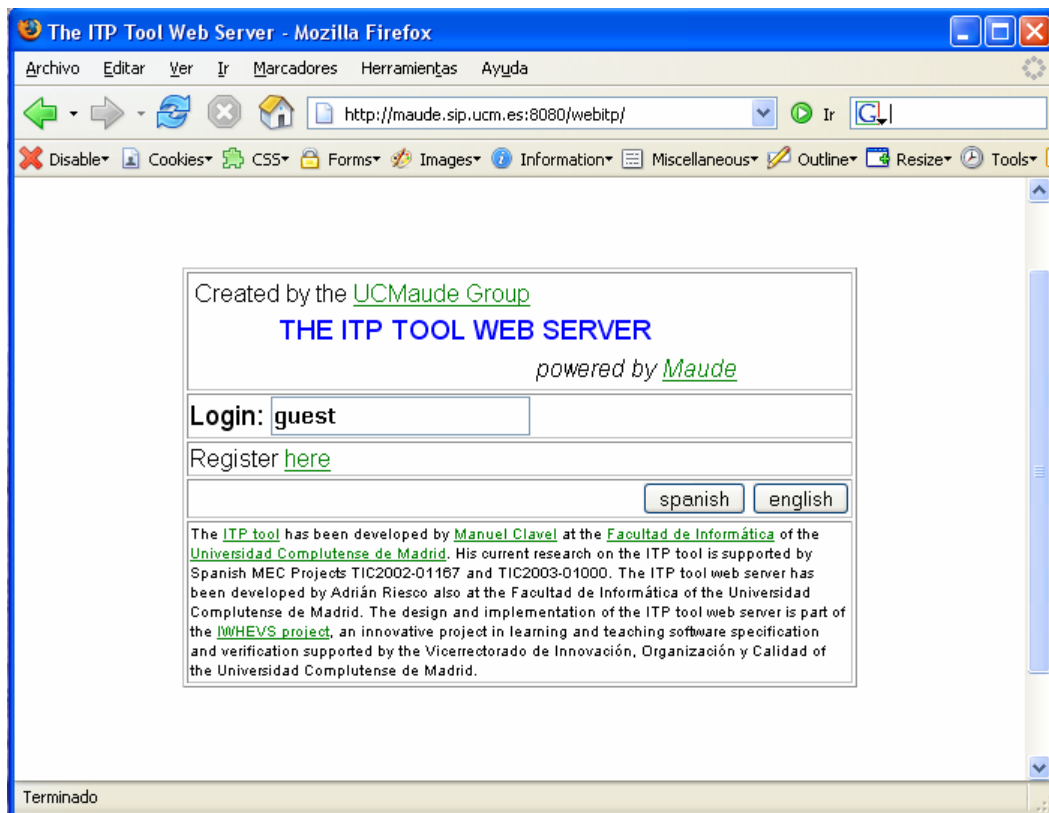 The ITP Tool Web Server - Mozilla Firefox
Archivo Editar Ver Ir Marcadores Herramientas Ayuda
http://maude.sip.ucm.es:8080/webitp/ Ir G
Disable Cookies CSS Forms Images Information Miscellaneous Outline Resize Tools
Created by the UCMaude Group
THE ITP TOOL WEB SERVER
powered by Maude
Login: guest
Register here
spanish english
The ITP tool has been developed by Manuel Clavel at the Facultad de Informática of the
Universidad Complutense de Madrid. His current research on the ITP tool is supported by
Spanish MEC Projects TIC2002-01167 and TIC2003-01000. The ITP tool web server has
been developed by Adrián Riesco also at the Facultad de Informática of the Universidad
Complutense de Madrid. The design and implementation of the ITP tool web server is part of
the IWHEVS project, an innovative project in learning and teaching software specification
and verification supported by the Vicerrectorado de Innovación, Organización y Calidad of
the Universidad Complutense de Madrid.
Terminado